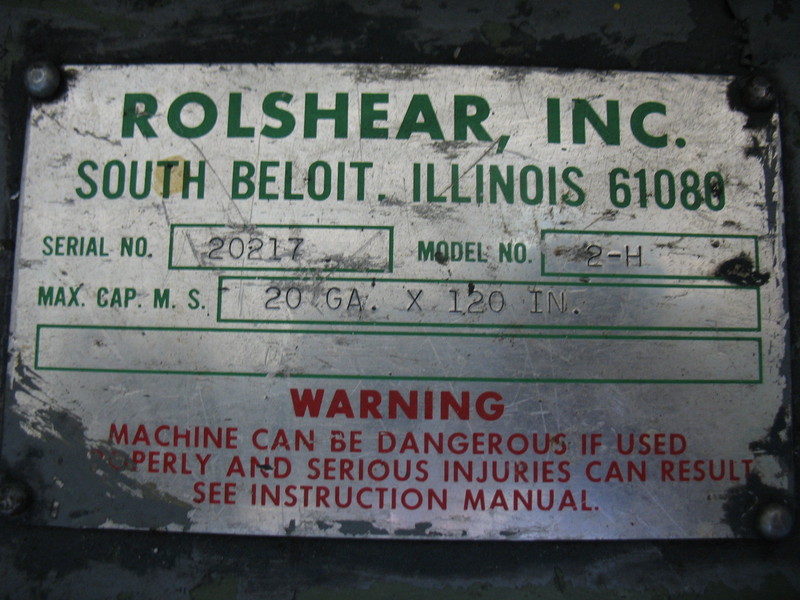 ROLSHEAR, INC.
SOUTH BELOIT, ILLINOIS 61080
SERIAL NO. 20217
MODEL NO. 2-H
MAX. CAP. M. S. 20 GA. X 120 IN.
WARNING
MACHINE CAN BE DANGEROUS IF USED
OPERLY AND SERIOUS INJURIES CAN RESULT
SEE INSTRUCTION MANUAL.